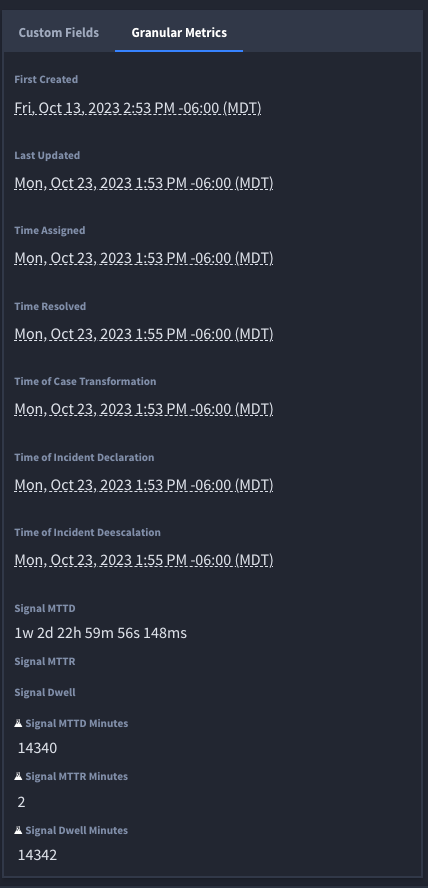 Custom Fields
Granular Metrics
First Created
Fri, Oct 13, 2023 2:53 PM -06:00 (MDT)
Last Updated
Mon, Oct 23, 2023 1:53 PM -06:00 (MDT)
Time Assigned
Mon, Oct 23, 2023 1:53 PM -06:00 (MDT)
Time Resolved
Mon, Oct 23, 2023 1:55 PM -06:00 (MDT)
Time of Case Transformation
Mon, Oct 23, 2023 1:53 PM -06:00 (MDT)
Time of Incident Declaration
Mon, Oct 23, 2023 1:53 PM -06:00 (MDT)
Time of Incident Deescalation
Mon, Oct 23, 2023 1:55 PM -06:00 (MDT)
Signal MTTD
1w 2d 22h 59m 56s 148ms
Signal MTTR
Signal Dwell
Signal MTTD Minutes
14340
Signal MTTR Minutes
2
Signal Dwell Minutes
14342